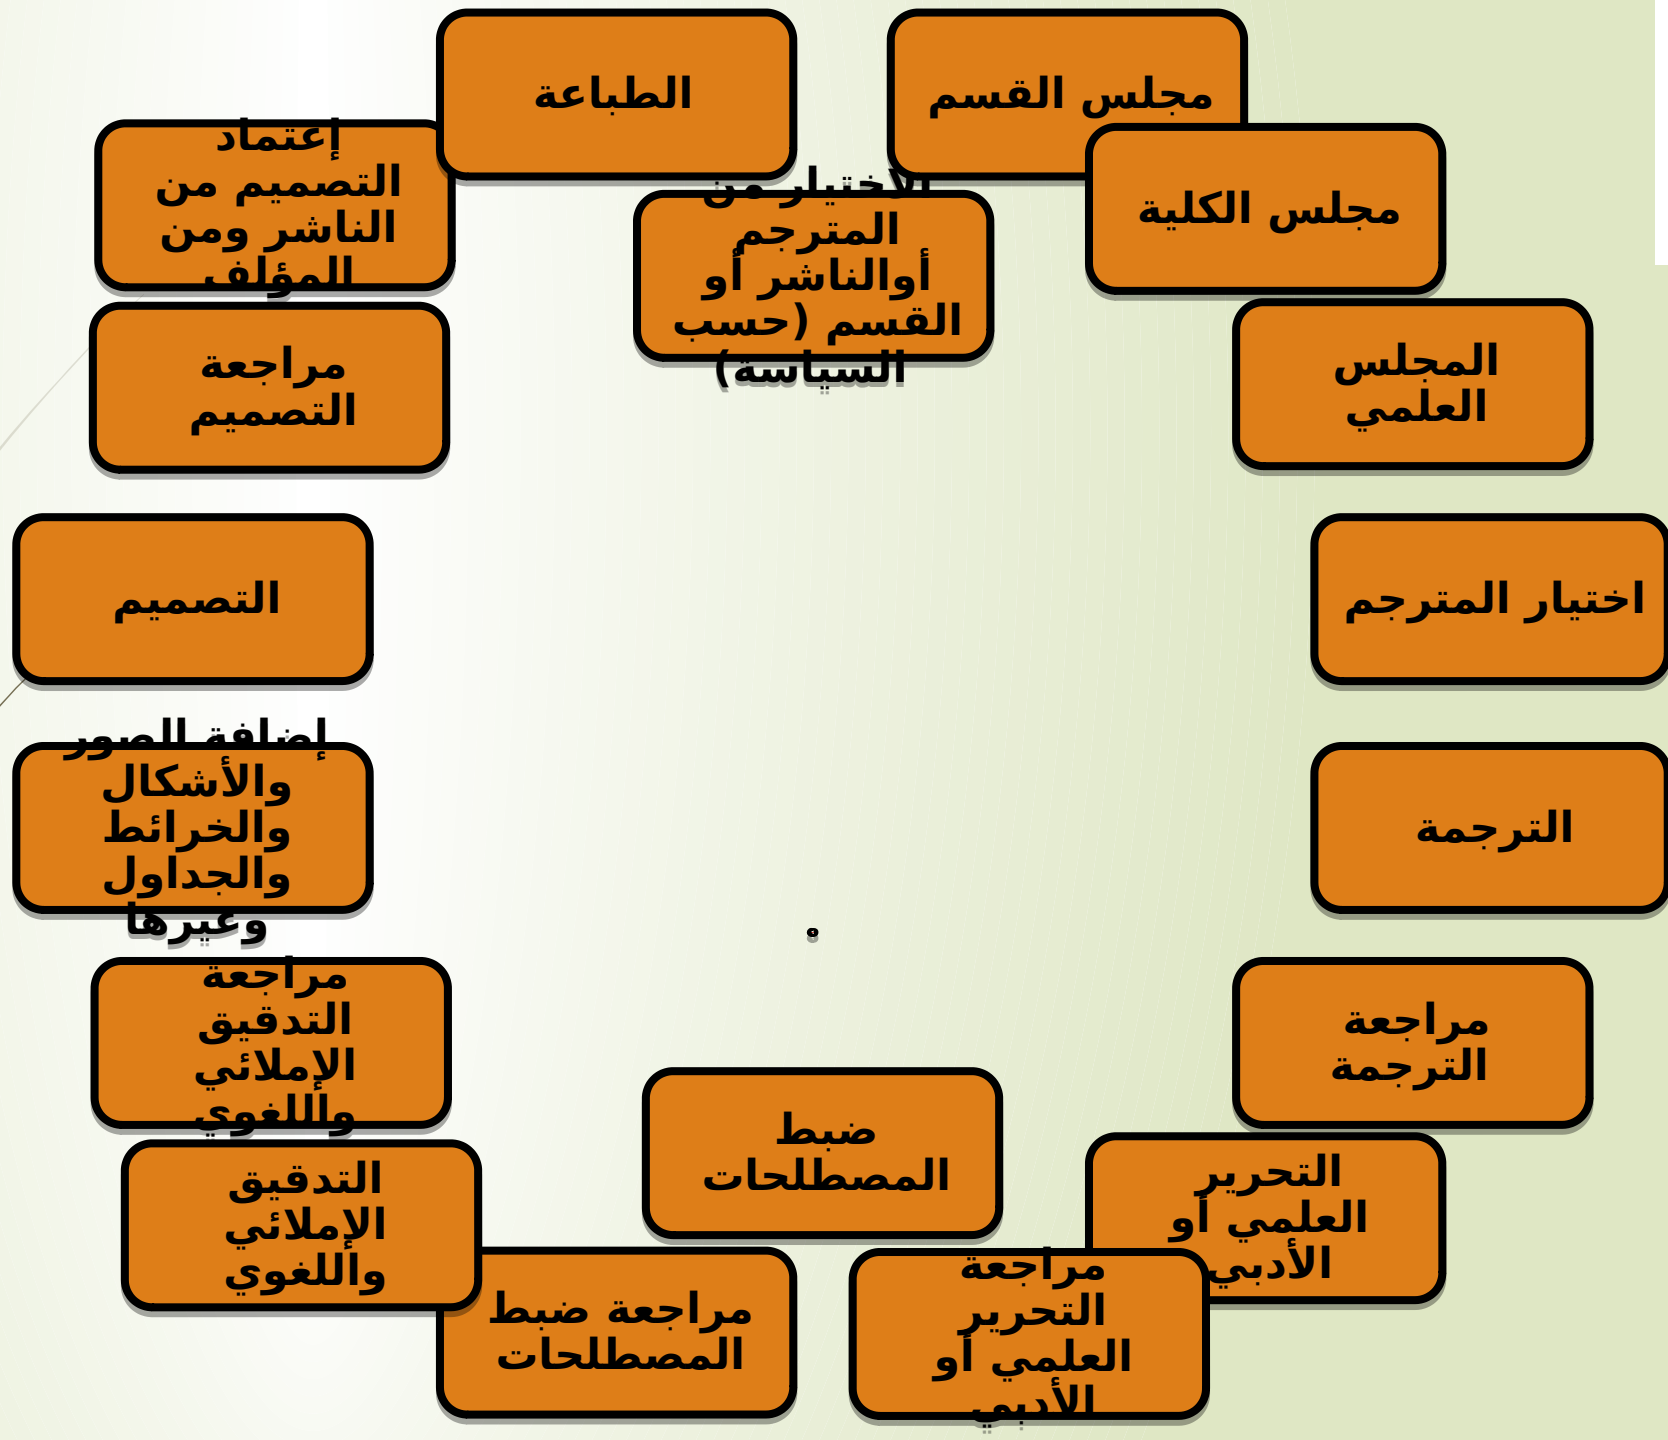 الاختيار من
المترجم
أوالناشر أو
القسم (حسب
السياسة)
مجلس القسم
مجلس الكلية
المجلس
العلمي
اختيار المترجم
الترجمة
مراجعة
الترجمة
التحرير
العلمي أو
الأدبي
مراجعة
التحرير
العلمي أو
الأدبي
ضبط
المصطلحات
مراجعة ضبط
المصطلحات
التدقيق
الإملائي
واللغوي
مراجعة
التدقيق
الإملائي
واللغوي
إضافة الصور
والأشكال
والخرائط
والجداول
وغيرها
التصميم
مراجعة
التصميم
إعتماد
التصميم من
الناشر ومن
المؤلف
الطباعة